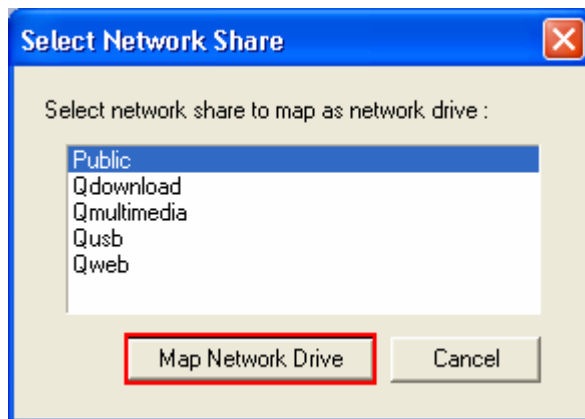 Select Network Share
Select network share to map as network drive :
Public
Qdownload
Qmultimedia
Qusb
Qweb
Map Network Drive
Cancel